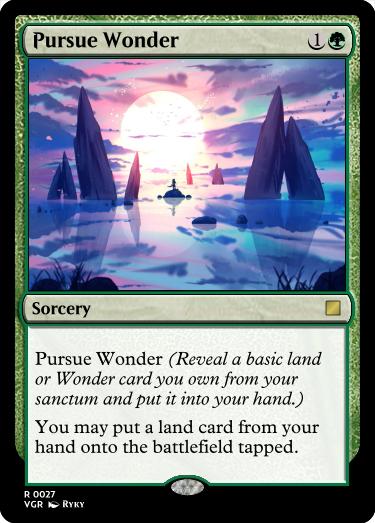 Pursue Wonder 1
Sorcery
Pursue Wonder (Reveal a basic land
or Wonder card you own from your
sanctum and put it into your hand.)
You may put a land card from your
hand onto the battlefield tapped.
R 0027
VGR Ryky